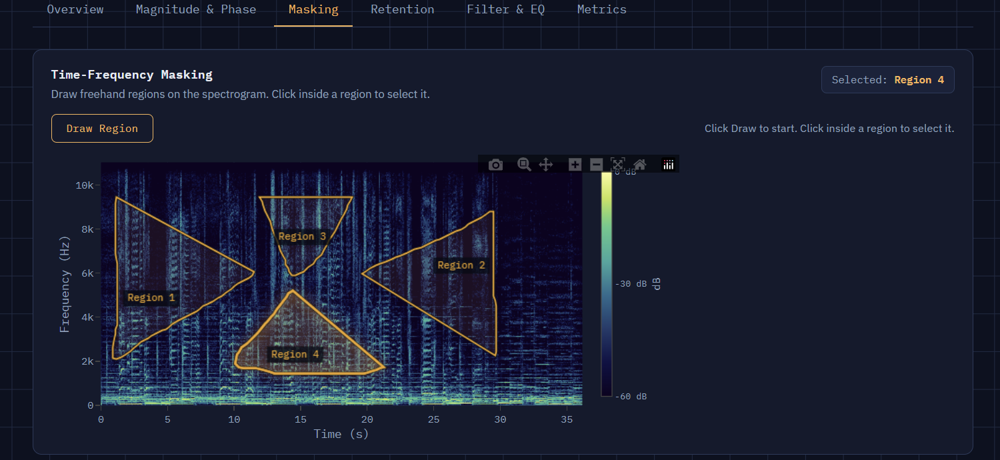 Overview Magnitude & Phase Masking Retention Filter & EQ Metrics
Time-Frequency Masking
Draw freehand regions on the spectrogram. Click inside a region to select it.
Selected: Region 4
Draw Region
Click Draw to start. Click inside a region to select it.
0 dB
10k
8k
6k
4k
2k
0
Frequency (Hz)
Region 3
Region 2
Region 1
Region 4
-30 dB
dB
-60 dB
0 5 10 15 20 25 30 35
Time (s)